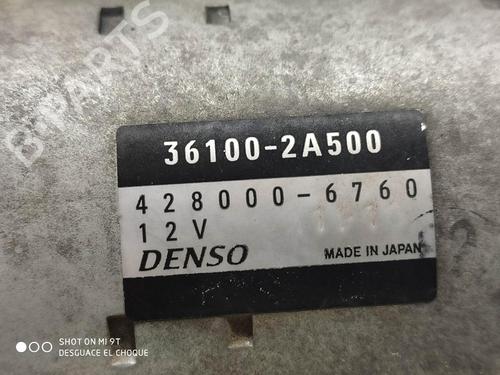 B-PARTS
36100-2A500
428000-6760
12V
DENSO MADE IN JAPAN
SHOT ON MI 9T
DESGUACE EL CHOQUE